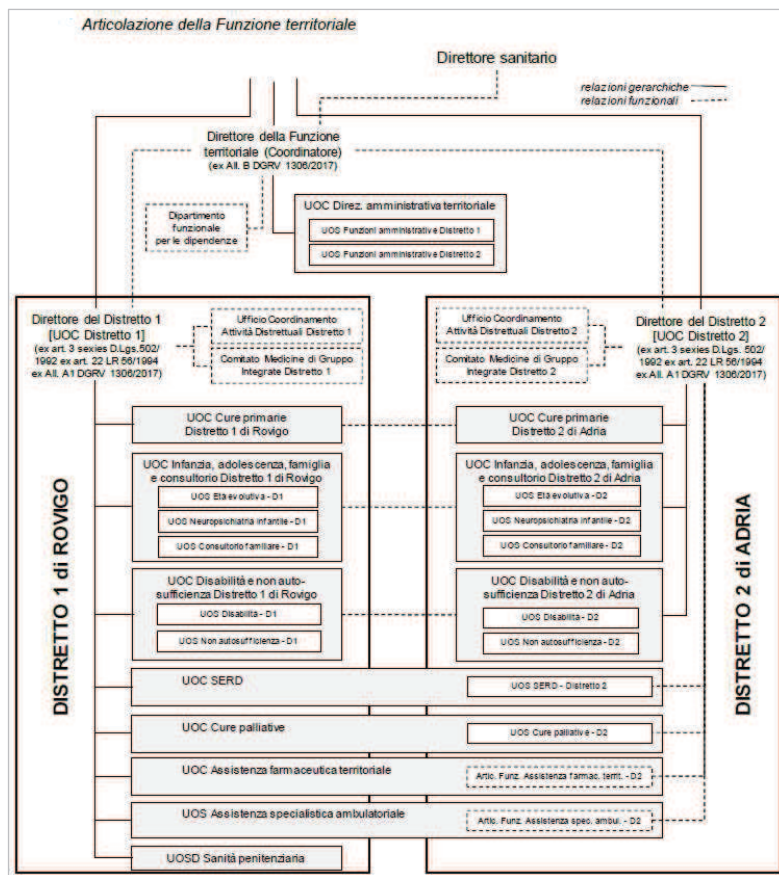 Articolazione della Funzione territoriale
Direttore sanitario
relazioni gerarchiche
relazioni funzionali
Direttore della Funzione
territoriale (Coordinatore)
(ex All. B DGRV 1306/2017)
UOC Direz. amministrativa territoriale
UOS Funzioni amministrative Distretto 1
UOS Funzioni amministrative Distretto 2
Dipartimento
funzionale
per le dipendenze
DISTRETTO 1 di ROVIGO
Direttore del Distretto 1
[UOC Distretto 1]
(ex art. 3 sexies D.Lgs.502/
1992 ex art. 22 LR 56/1994
ex All. A1 DGRV 1306/2017)
Ufficio Coordinamento
Attività Distrettuali Distretto 1
Comitato Medicine di Gruppo
Integrate Distretto 1
Ufficio Coordinamento
Attività Distrettuali Distretto 2
Comitato Medicine di Gruppo
Integrate Distretto 2
Direttore del Distretto 2
[UOC Distretto 2]
(ex art. 3 sexies D.Lgs. 502/
1992 ex art. 22 LR 56/1994
ex All. A1 DGRV 1306/2017)
DISTRETTO 2 di ADRIA
UOC Cure primarie
Distretto 1 di Rovigo
UOC Cure primarie
Distretto 2 di Adria
UOC Infanzia, adolescenza, famiglia
e consultorio Distretto 1 di Rovigo
UOS Età evolutiva - D1
UOS Neuropsichiatria infantile - D1
UOS Consultorio familiare - D1
UOC Infanzia, adolescenza, famiglia
e consultorio Distretto 2 di Adria
UOS Età evolutiva - D2
UOS Neuropsichiatria infantile - D2
UOS Consultorio familiare - D2
UOC Disabilità e non auto-
sufficienza Distretto 1 di Rovigo
UOS Disabilità - D1
UOS Non autosufficienza - D1
UOC Disabilità e non auto-
sufficienza Distretto 2 di Adria
UOS Disabilità - D2
UOS Non autosufficienza - D2
UOC SERD
UOS SERD - Distretto 2
UOC Cure palliative
UOS Cure palliative - D2
UOC Assistenza farmaceutica territoriale
Artic. Funz. Assistenza farmac. territ. - D2
UOS Assistenza specialistica ambulatoriale
Artic. Funz. Assistenza spec. ambul. - D2
UOSD Sanità penitenziaria